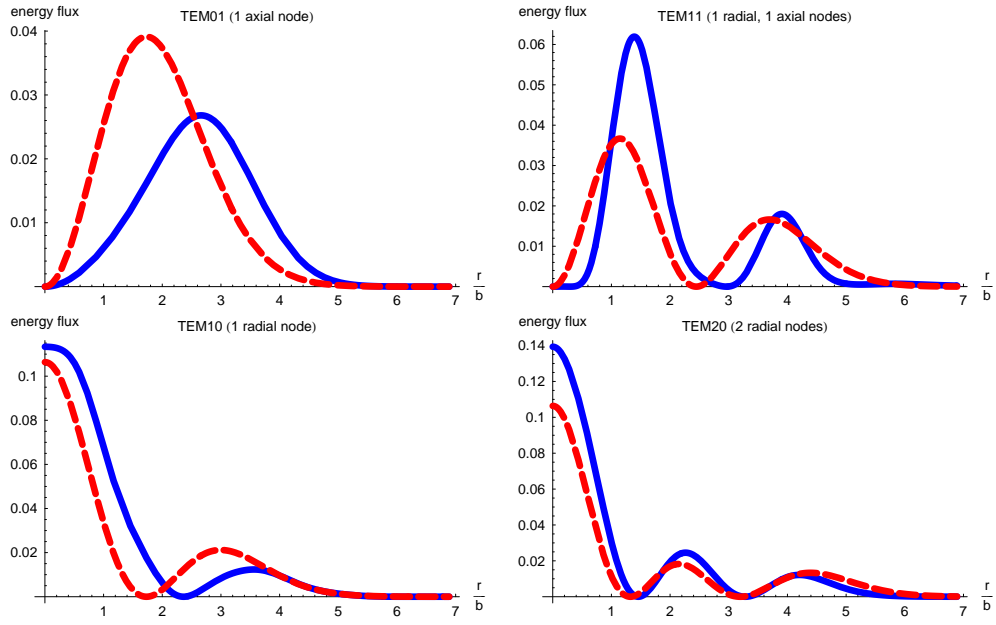 energy flux
TEM01 (1 axial node)
0.04
0.03
0.02
0.01
1 2 3 4 5 6 7
r
b
energy flux
TEM11 (1 radial, 1 axial nodes)
0.06
0.05
0.04
0.03
0.02
0.01
1 2 3 4 5 6 7
r
b
energy flux
TEM10 (1 radial node)
0.1
0.08
0.06
0.04
0.02
1 2 3 4 5 6 7
r
b
energy flux
TEM20 (2 radial nodes)
0.14
0.12
0.1
0.08
0.06
0.04
0.02
1 2 3 4 5 6 7
r
b